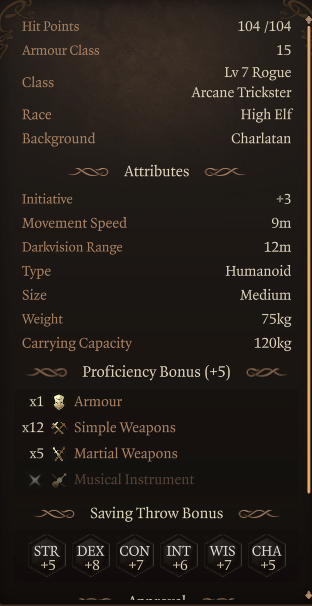 Hit Points 104 /104
Armour Class 15
Class Lv 7 Rogue
Arcane Trickster
Race High Elf
Background Charlatan
Attributes
Initiative +3
Movement Speed 9m
Darkvision Range 12m
Type Humanoid
Size Medium
Weight 75kg
Carrying Capacity 120kg
Proficiency Bonus (+5)
x1 Armour
x12 Simple Weapons
x5 Martial Weapons
Musical Instrument
Saving Throw Bonus
STR DEX CON INT WIS CHA
+5 +8 +7 +6 +7 +5